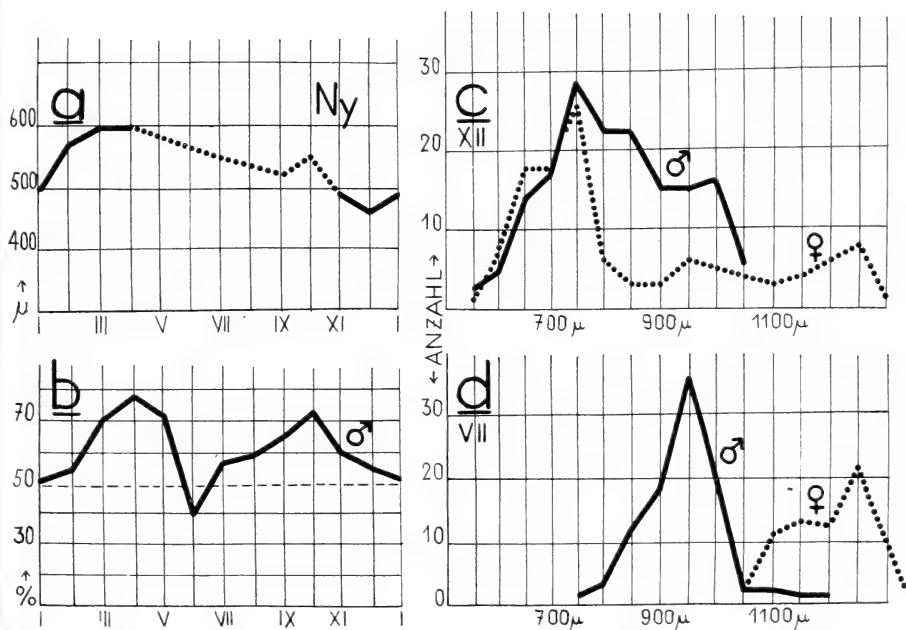 a
Ny
600
500
400
μ →
I III V VII IX XI I
b
♂
70
50
30
% →
I III V VII IX XI I
← ANZAHL →
c
XII
30
20
10
♂
♀
700μ 900μ 1100μ
d
VII
30
20
10
0
♂
♀
700μ 900μ 1100μ